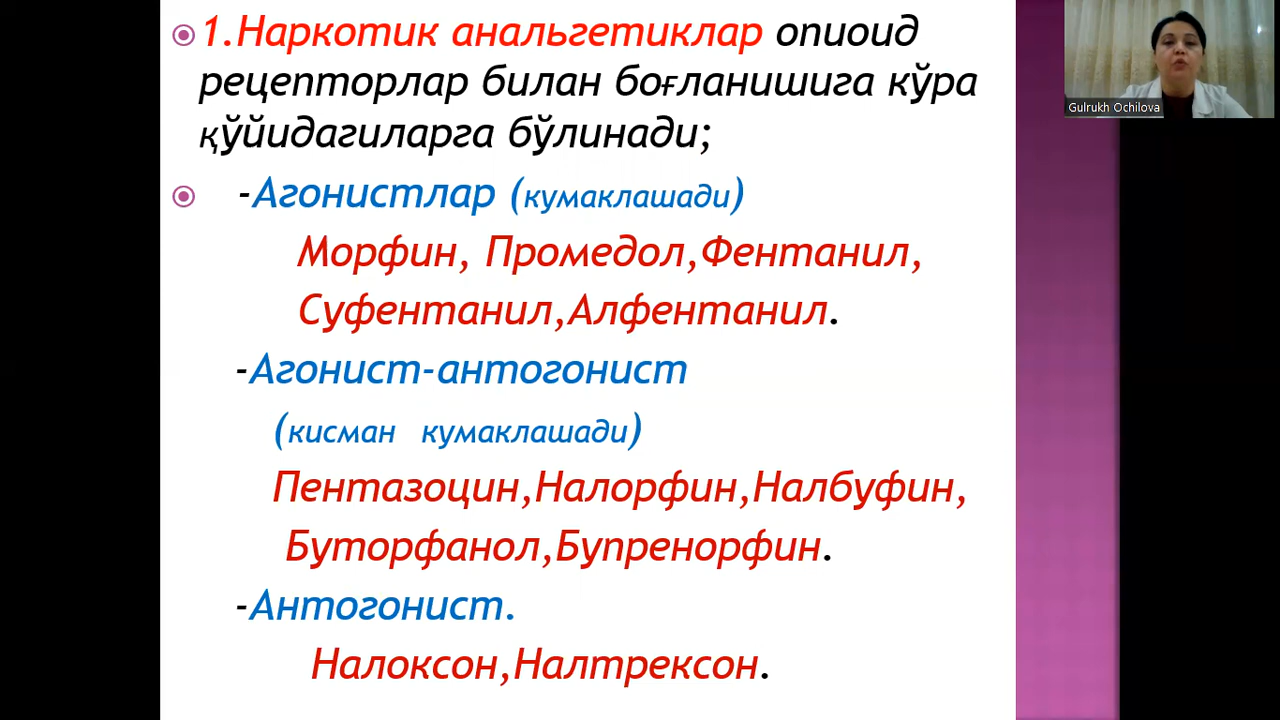 1.Наркотик анальгетиклар опиоид
рецепторлар билан боғланишига кўра
қўйидагиларга бўлинади;
-Агонистлар (кумаклашади)
Морфин, Промедол,Фентанил,
Суфентанил,Алфентанил.
-Агонист-антогонист
(кисман кумаклашади)
Пентазоцин,Налорфин,Налбуфин,
Буторфанол,Бупренорфин.
-Антогонист.
Налоксон,Налтрексон.
Gulrukh Ochilova